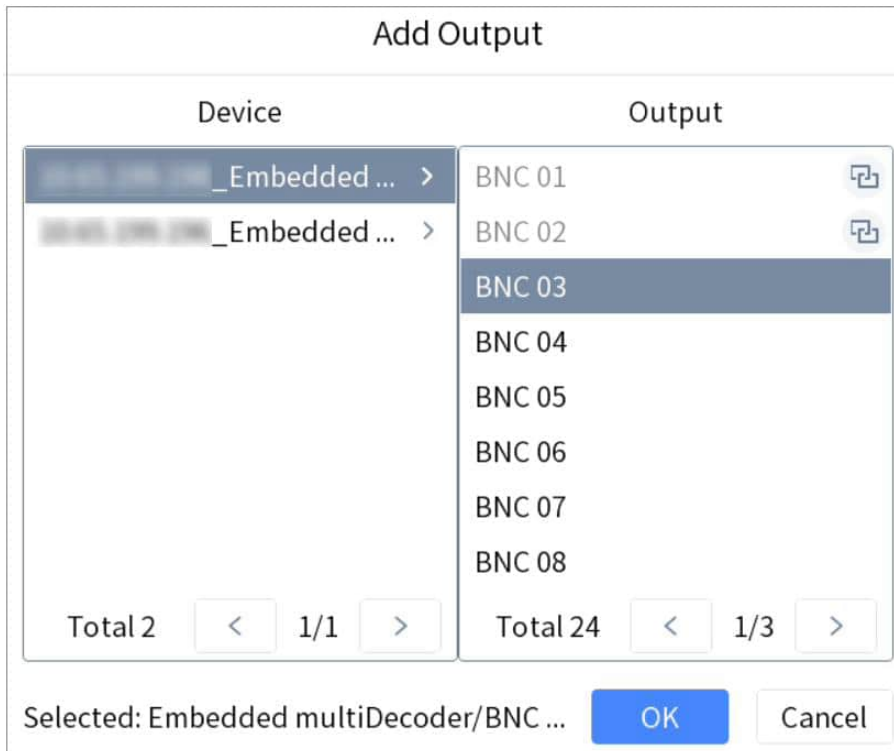 Add Output
Device
Output
_Embedded ...
BNC 01
_Embedded ...
BNC 02
BNC 03
BNC 04
BNC 05
BNC 06
BNC 07
BNC 08
Total 2 < 1/1 >
Total 24 < 1/3 >
Selected: Embedded multiDecoder/BNC ...
OK
Cancel